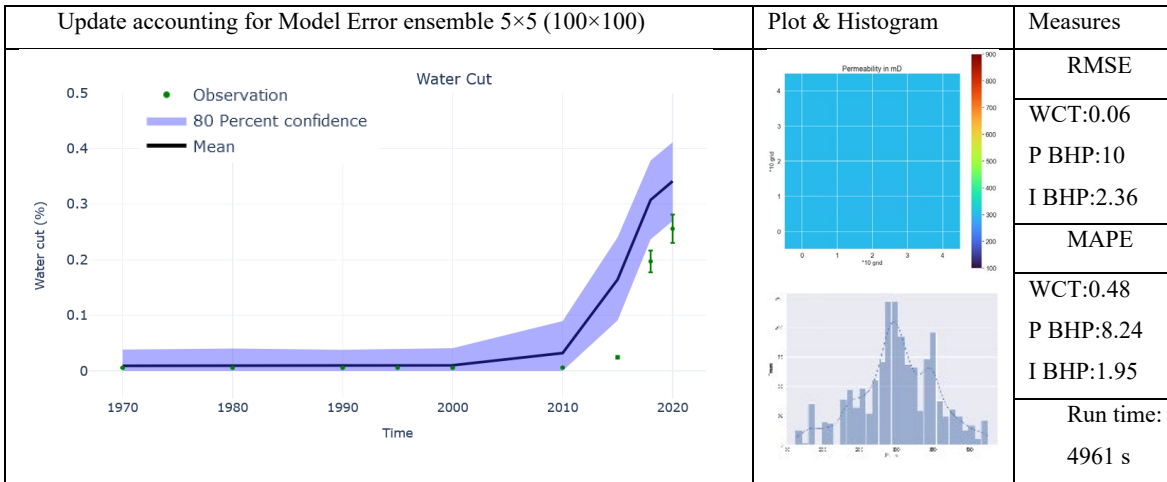 Update accounting for Model Error ensemble 5×5 (100×100)
Plot & Histogram
Measures
Water Cut
Observation
80 Percent confidence
Mean
0.5
0.4
0.3
0.2
0.1
0
Water cut (%)
1970
1980
1990
2000
2010
2020
Time
Permeability in mD
4
3
2
1
0
*10 grid
0
1
2
3
4
*10 grid
900
800
700
600
500
400
300
200
100
RMSE
WCT:0.06
P BHP:10
I BHP:2.36
MAPE
WCT:0.48
P BHP:8.24
I BHP:1.95
Run time:
4961 s